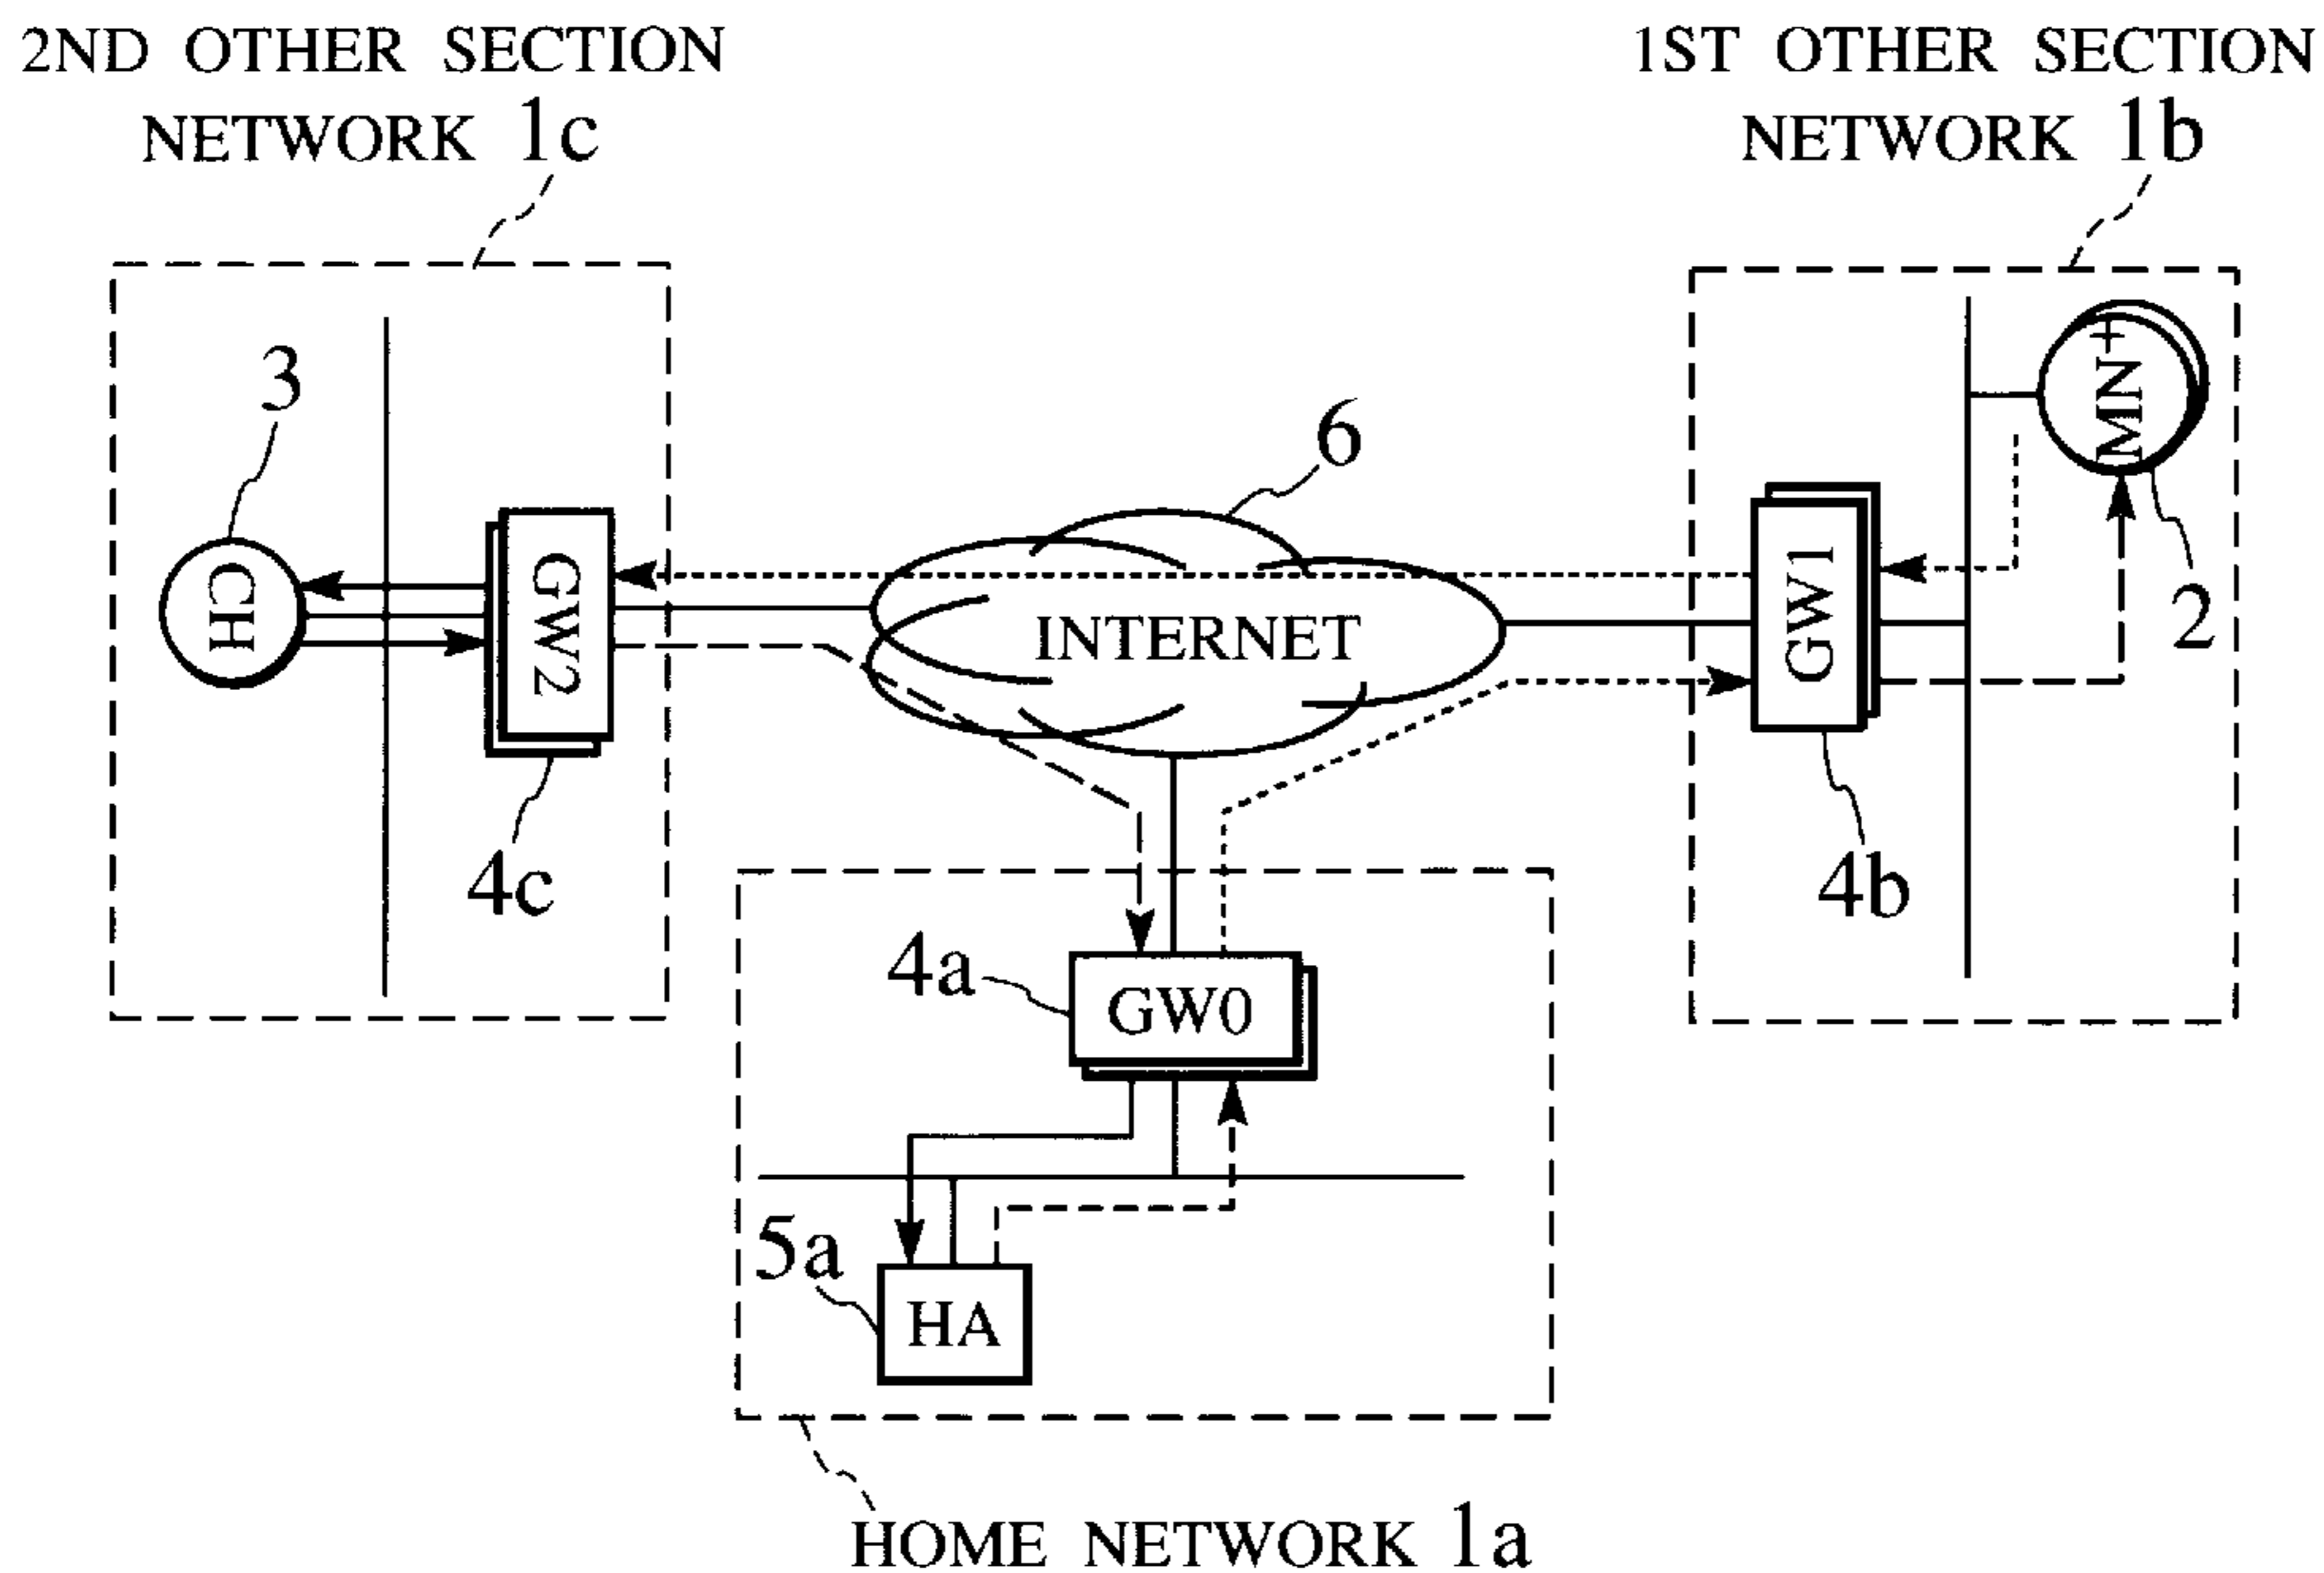 2ND OTHER SECTION
NETWORK 1c
1ST OTHER SECTION
NETWORK 1b
3
CH
GW2
4c
6
INTERNET
MN+
2
GW1
4b
4a
GW0
5a
HA
HOME NETWORK 1a